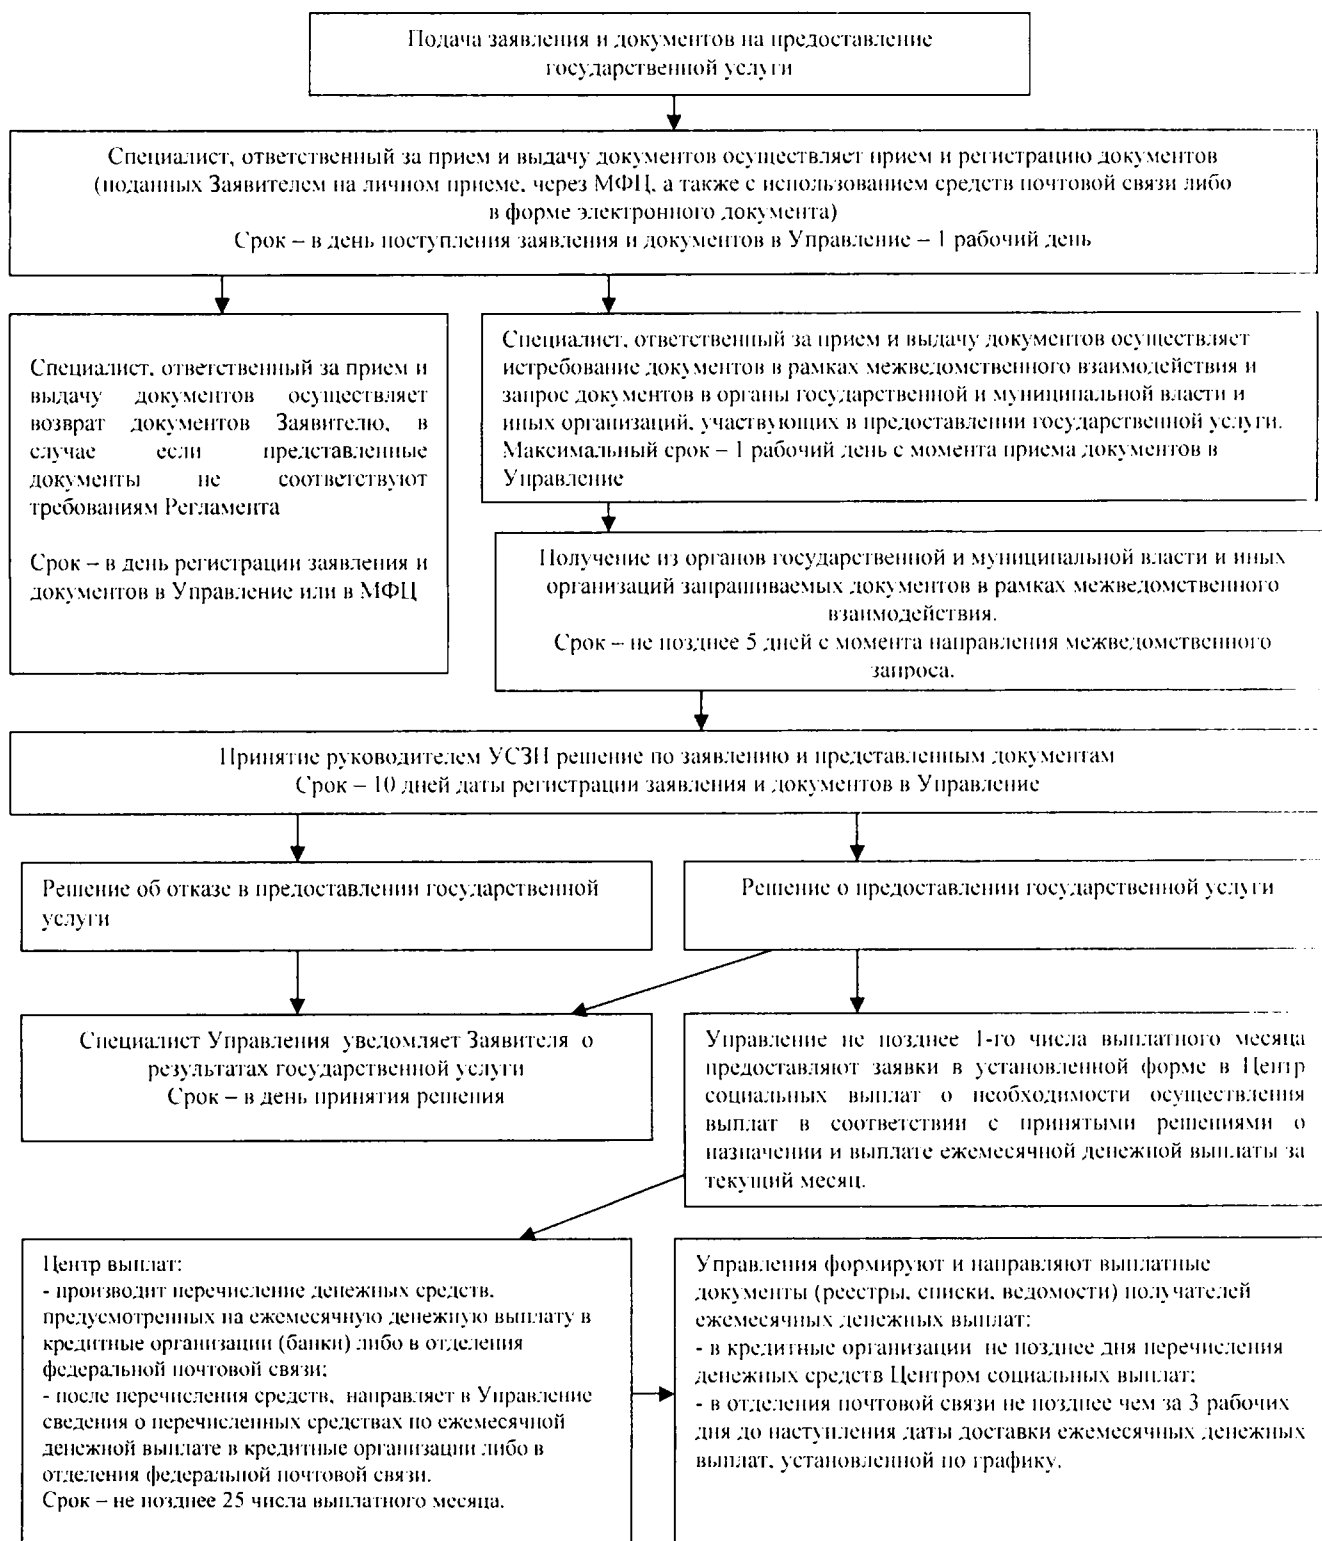 Подача заявления и документов на предоставление
государственной услуги
Специалист, ответственный за прием и выдачу документов осуществляет прием и регистрацию документов
(поданных Заявителем на личном приеме, через МФЦ, а также с использованием средств почтовой связи либо
в форме электронного документа)
Срок – в день поступления заявления и документов в Управление – 1 рабочий день
Специалист, ответственный за прием и
выдачу документов осуществляет
возврат документов Заявителю, в
случае если представленные
документы не соответствуют
требованиям Регламента
Срок – в день регистрации заявления и
документов в Управление или в МФЦ
Специалист, ответственный за прием и выдачу документов осуществляет
истребование документов в рамках межведомственного взаимодействия и
запрос документов в органы государственной и муниципальной власти и
иных организаций, участвующих в предоставлении государственной услуги.
Максимальный срок – 1 рабочий день с момента приема документов в
Управление
Получение из органов государственной и муниципальной власти и иных
организаций запрашиваемых документов в рамках межведомственного
взаимодействия.
Срок – не позднее 5 дней с момента направления межведомственного
запроса.
Принятие руководителем УСЗН решение по заявлению и представленным документам
Срок – 10 дней даты регистрации заявления и документов в Управление
Решение об отказе в предоставлении государственной
услуги
Решение о предоставлении государственной услуги
Специалист Управления уведомляет Заявителя о
результатах государственной услуги
Срок – в день принятия решения
Управление не позднее 1-го числа выплатного месяца
предоставляют заявки в установленной форме в Центр
социальных выплат о необходимости осуществления
выплат в соответствии с принятыми решениями о
назначении и выплате ежемесячной денежной выплаты за
текущий месяц.
Центр выплат:
- производит перечисление денежных средств,
предусмотренных на ежемесячную денежную выплату в
кредитные организации (банки) либо в отделения
федеральной почтовой связи;
- после перечисления средств, направляет в Управление
сведения о перечисленных средствах по ежемесячной
денежной выплате в кредитные организации либо в
отделения федеральной почтовой связи.
Срок – не позднее 25 числа выплатного месяца.
Управления формируют и направляют выплатные
документы (реестры, списки, ведомости) получателей
ежемесячных денежных выплат:
- в кредитные организации не позднее дня перечисления
денежных средств Центром социальных выплат;
- в отделения почтовой связи не позднее чем за 3 рабочих
дня до наступления даты доставки ежемесячных денежных
выплат, установленной по графику.